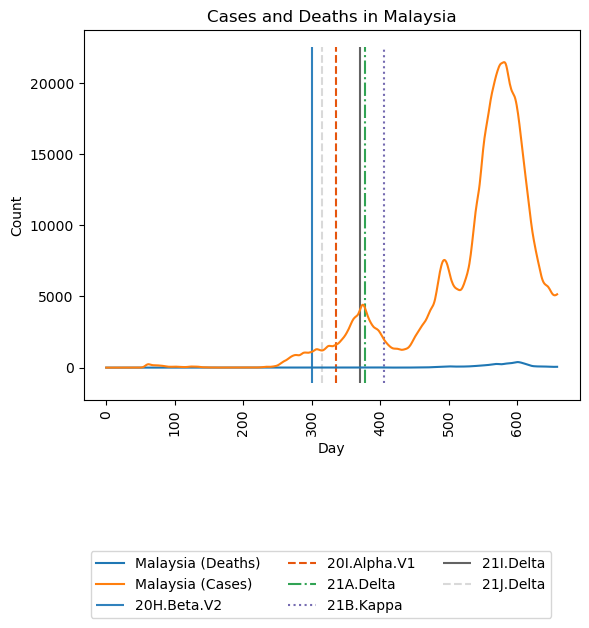 Cases and Deaths in Malaysia
Count
20000
15000
10000
5000
0
0 100 200 300 400 500 600
Day
Malaysia (Deaths) 20I.Alpha.V1 21I.Delta
Malaysia (Cases) 21A.Delta 21J.Delta
20H.Beta.V2 21B.Kappa